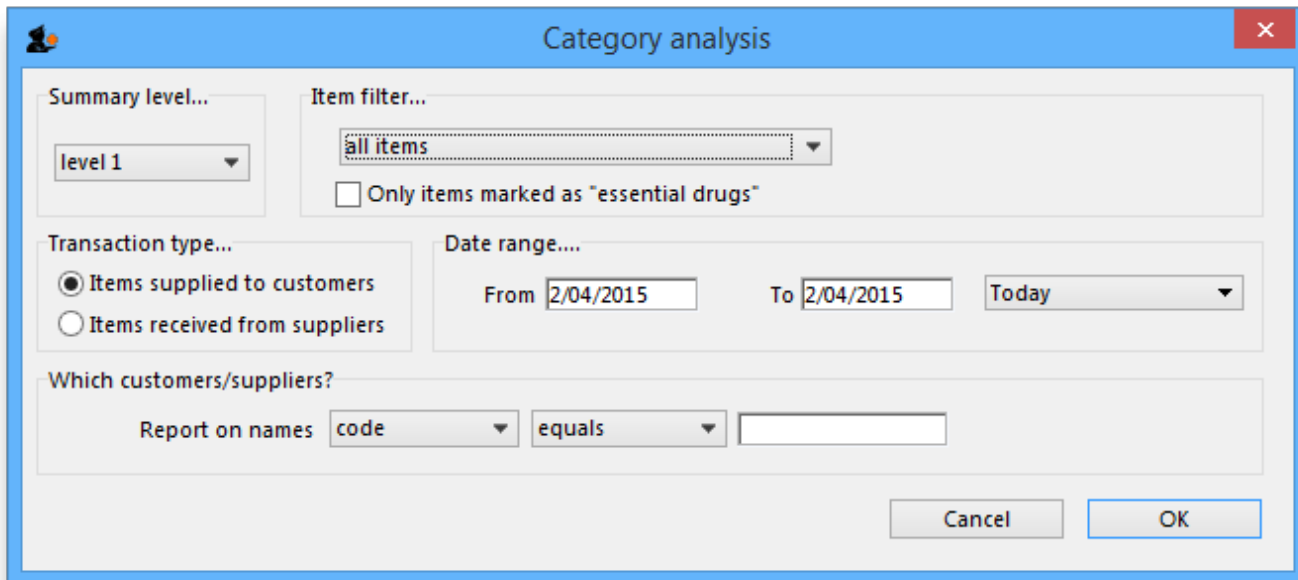 Category analysis
Summary level... Item filter...
level 1 all items
Only items marked as "essential drugs"
Transaction type... Date range....
Items supplied to customers
From 2/04/2015 To 2/04/2015 Today
Items received from suppliers
Which customers/suppliers?
Report on names code equals
Cancel OK